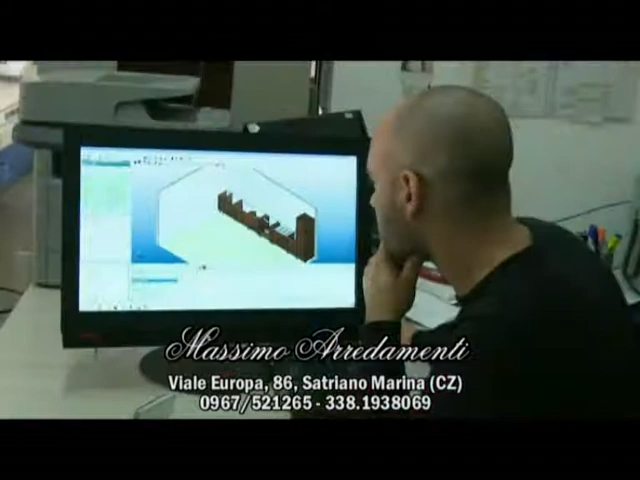 Massimo Arredamenti
Viale Europa, 86, Satriano Marina (CZ)
0967/521265 - 338.1938069